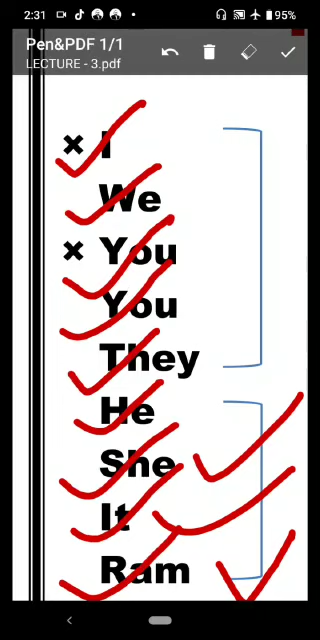 2:31
95%
Pen&PDF 1/1
LECTURE - 3.pdf
× I
We
× You
You
They
He
She
It
Ram